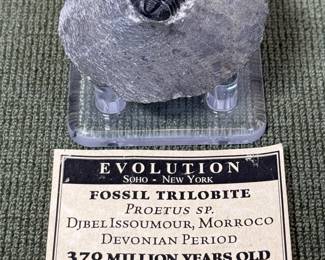 EVOLUTION
SOHO - NEW YORK
FOSSIL TRILOBITE
PROETUS SP.
DJBEL ISSOUMOUR, MORROCO
DEVONIAN PERIOD
370 MILLION YEARS OLD